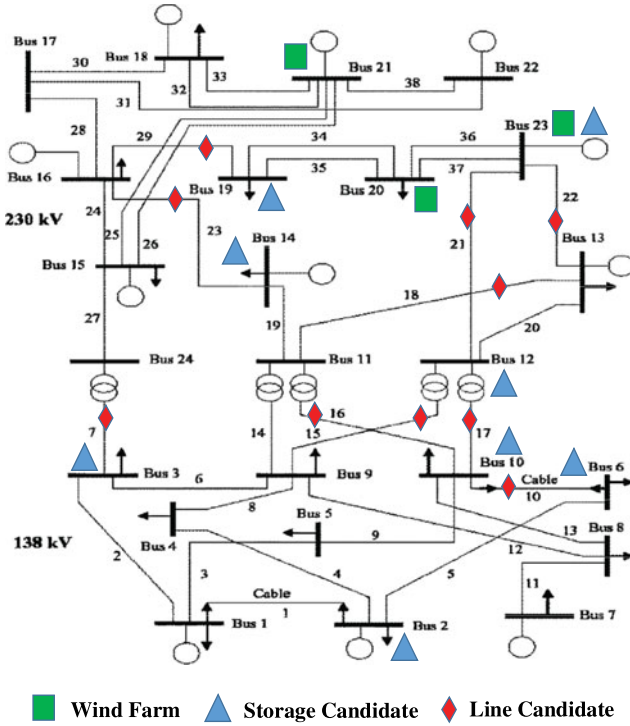 Bus 17
Bus 18
Bus 21
Bus 22
30
33
32
38
31
28
29
34
36
Bus 23
35
37
Bus 16
Bus 19
Bus 20
24
22
230 kV
25
26
23
Bus 14
21
Bus 13
Bus 15
18
27
19
20
Bus 24
Bus 11
Bus 12
7
14
15
16
17
Bus 3
6
Bus 9
Bus 10
Cable
10
Bus 6
8
Bus 4
Bus 5
9
13
12
Bus 8
138 kV
2
3
4
5
11
Cable
1
Bus 1
Bus 2
Bus 7
Wind Farm
Storage Candidate
Line Candidate